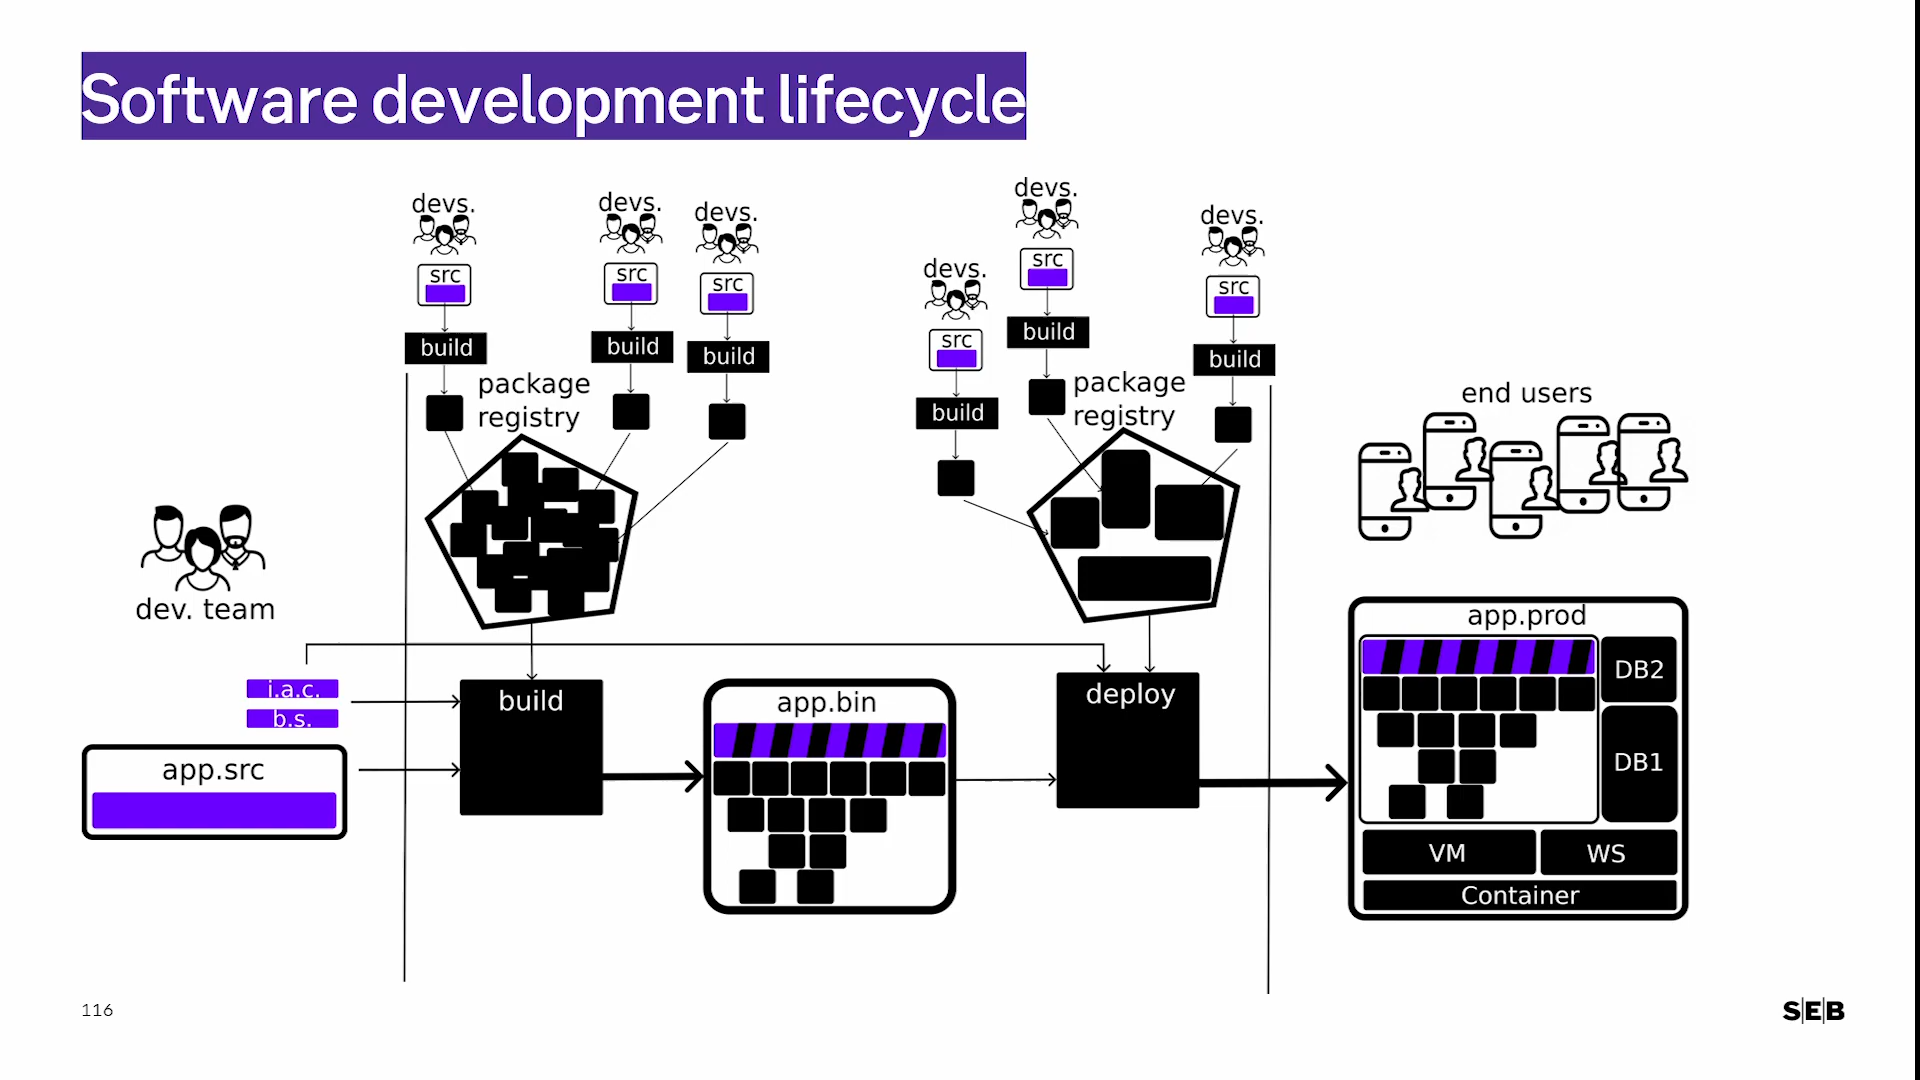 Software development lifecycle
devs.
src
build
devs.
src
build
devs.
src
build
package
registry
devs.
src
build
devs.
src
build
devs.
src
build
package
registry
end users
dev. team
i.a.c.
b.s.
app.src
build
app.bin
deploy
app.prod
DB2
DB1
VM
WS
Container
116
SEB